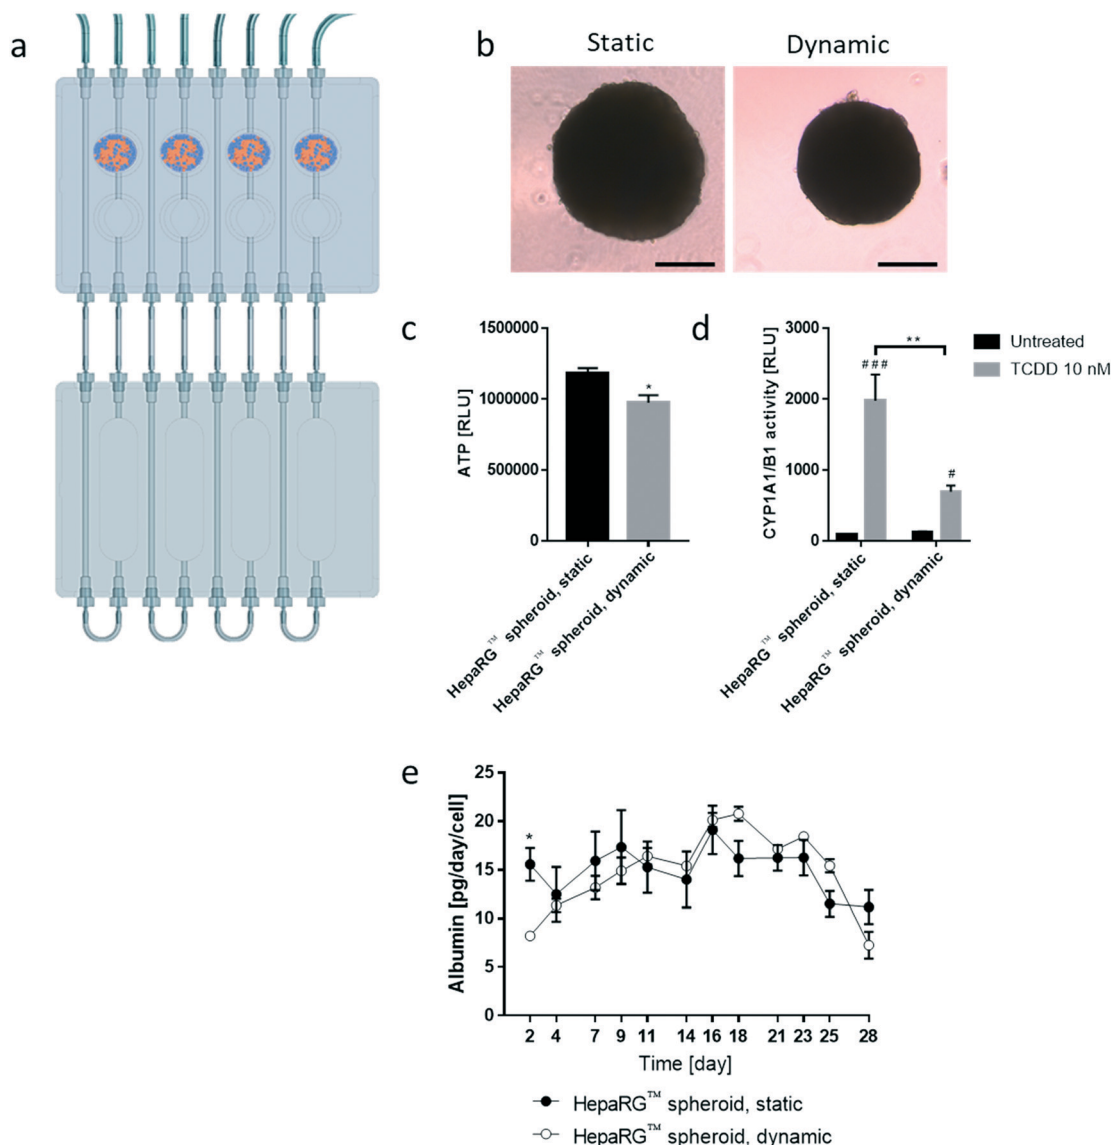 a
b
Static
Dynamic
c
ATP [RLU]
1500000
1000000
500000
0
*
HepaRG™ spheroid, static
HepaRG™ spheroid, dynamic
d
CYP1A1/B1 activity [RLU]
3000
2000
1000
0
###
**
#
Untreated
TCDD 10 nM
HepaRG™ spheroid, static
HepaRG™ spheroid, dynamic
e
Albumin [pg/day/cell]
25
20
15
10
5
0
*
2 4 7 9 11 14 16 18 21 23 25 28
Time [day]
HepaRG™ spheroid, static
HepaRG™ spheroid, dynamic